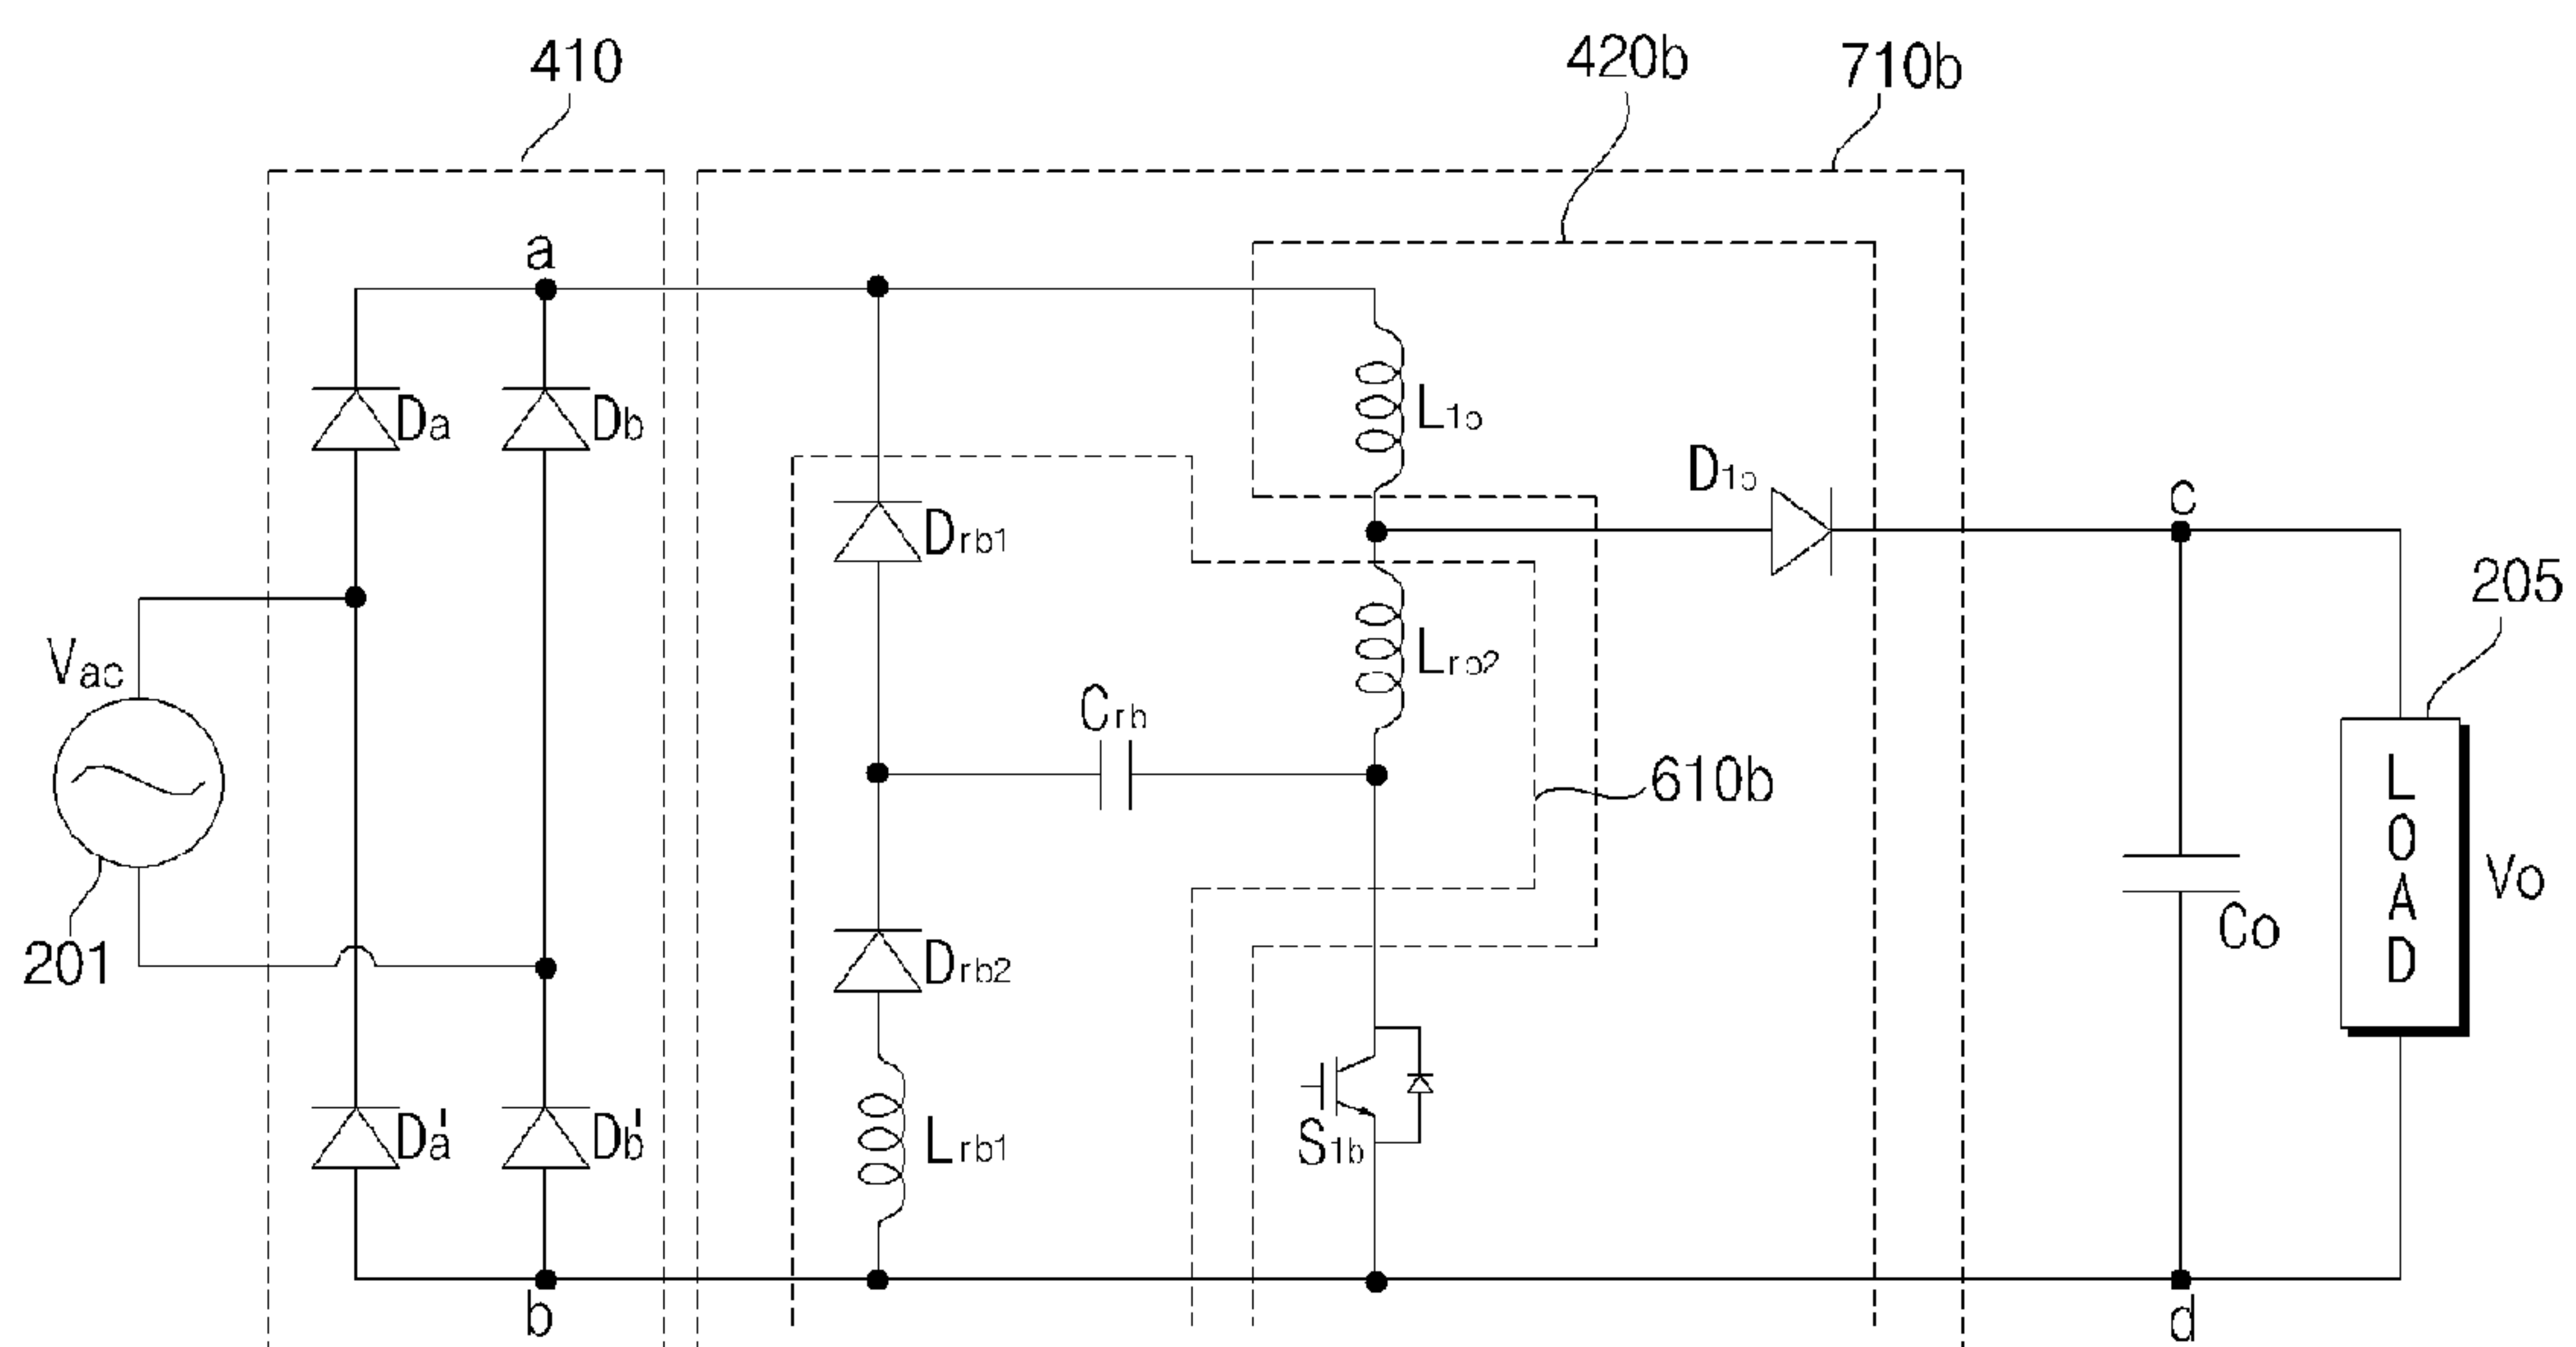 410
420b
710b
a
Da
Db
L1b
D1b
c
Drb1
205
Vac
Lrb2
Crb
610b
LOAD
Vo
Co
201
Drb2
Da'
Db'
Lrb1
S1b
b
d